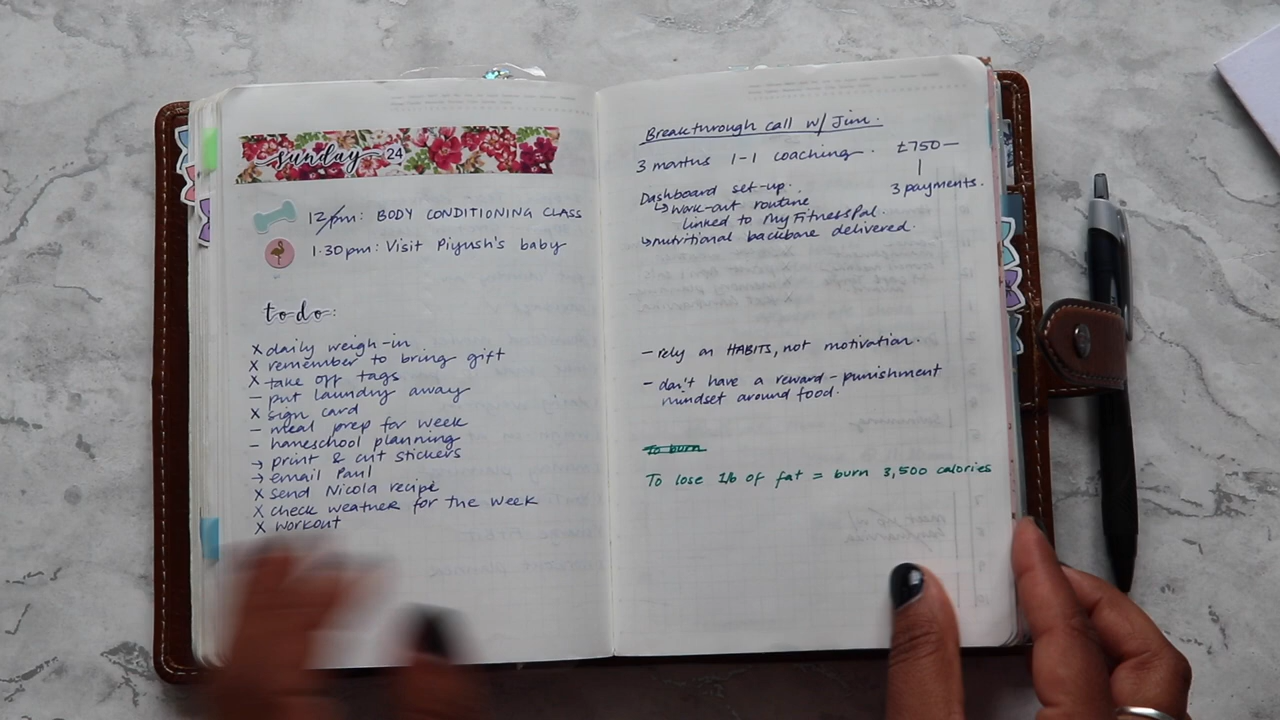 sunday 24
12pm: BODY CONDITIONING CLASS
1.30pm: Visit Piyush's baby
to do:
x daily weigh-in
x remember to bring gift
x take off tags
- put laundry away
x sign card
- meal prep for week
- homeschool planning
→ print & cut stickers
→ email Paul
x send Nicola recipe
x check weather for the week
x workout
Breakthrough call w/ Jim.
3 months 1-1 coaching. £750 -
3 payments.
Dashboard set-up.
↳ work-out routine
linked to MyFitnessPal.
↳ nutritional backbone delivered.
- rely on HABITS, not motivation.
- don't have a reward-punishment
mindset around food.
To burn
To lose 1lb of fat = burn 3,500 calories